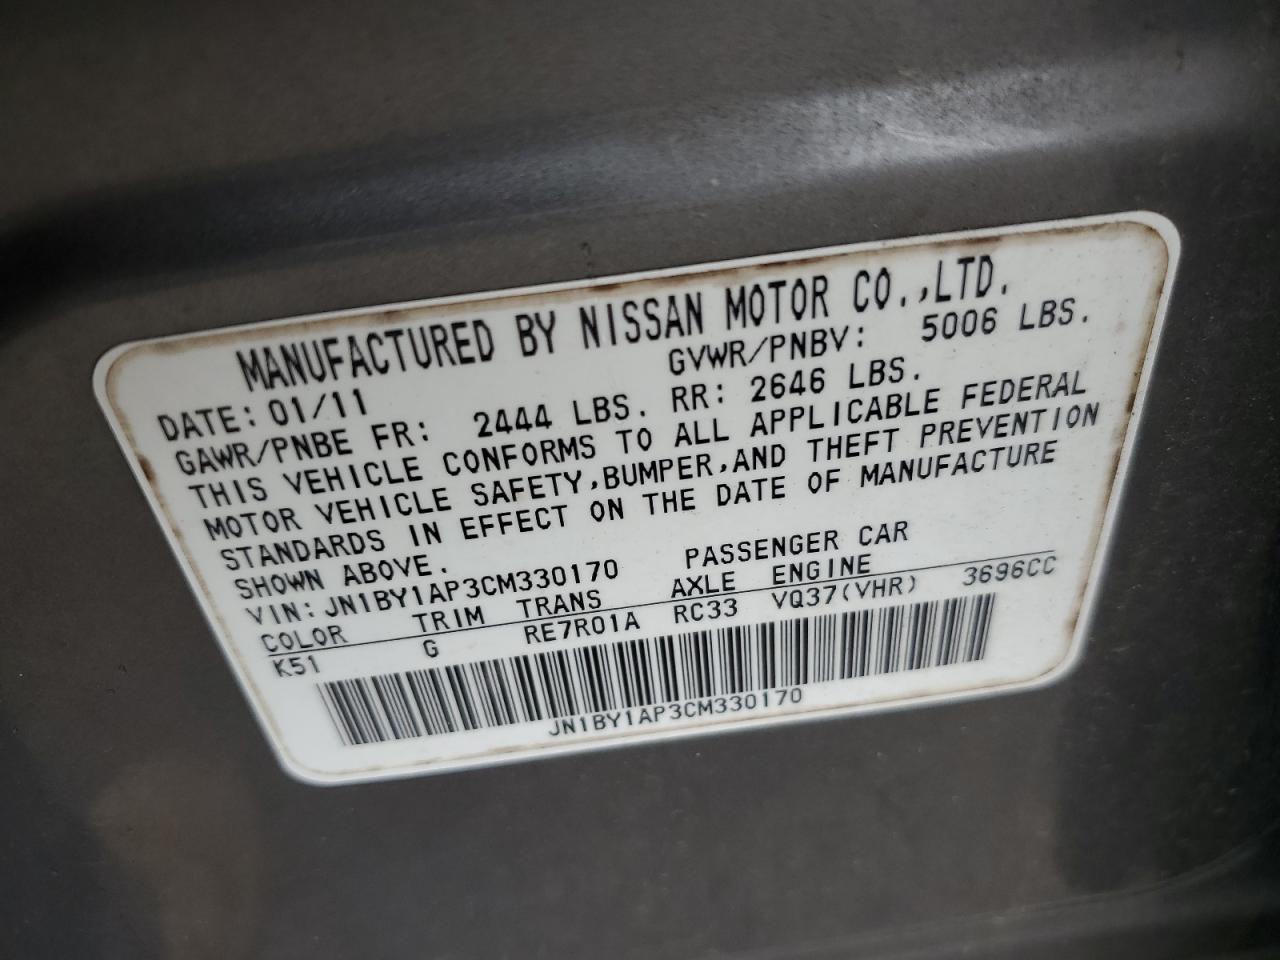 MANUFACTURED BY NISSAN MOTOR CO.,LTD.
DATE: 01/11 GVWR/PNBV: 5006 LBS.
GAWR/PNBE FR: 2444 LBS. RR: 2646 LBS.
THIS VEHICLE CONFORMS TO ALL APPLICABLE FEDERAL
MOTOR VEHICLE SAFETY,BUMPER,AND THEFT PREVENTION
STANDARDS IN EFFECT ON THE DATE OF MANUFACTURE
SHOWN ABOVE.
VIN: JN1BY1AP3CM330170 PASSENGER CAR
COLOR TRIM TRANS AXLE ENGINE
K51 G RE7R01A RC33 VQ37(VHR) 3696CC
JN1BY1AP3CM330170